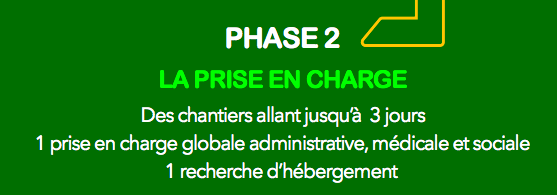 PHASE 2
LA PRISE EN CHARGE
Des chantiers allant jusqu'à 3 jours
1 prise en charge globale administrative, médicale et sociale
1 recherche d'hébergement